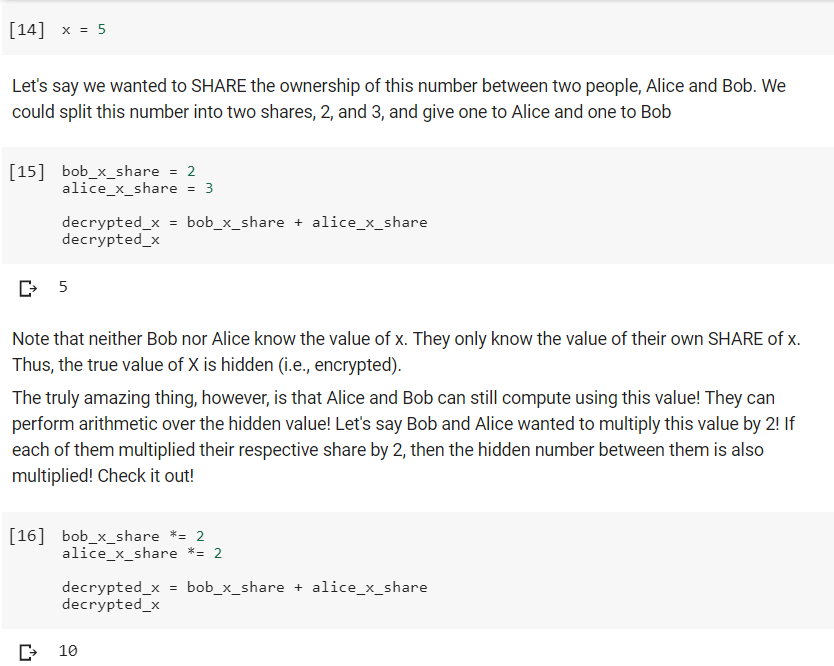 [14] x = 5
Let's say we wanted to SHARE the ownership of this number between two people, Alice and Bob. We
could split this number into two shares, 2, and 3, and give one to Alice and one to Bob
[15] bob_x_share = 2
alice_x_share = 3
decrypted_x = bob_x_share + alice_x_share
decrypted_x
5
Note that neither Bob nor Alice know the value of x. They only know the value of their own SHARE of x.
Thus, the true value of X is hidden (i.e., encrypted).
The truly amazing thing, however, is that Alice and Bob can still compute using this value! They can
perform arithmetic over the hidden value! Let's say Bob and Alice wanted to multiply this value by 2! If
each of them multiplied their respective share by 2, then the hidden number between them is also
multiplied! Check it out!
[16] bob_x_share *= 2
alice_x_share *= 2
decrypted_x = bob_x_share + alice_x_share
decrypted_x
10